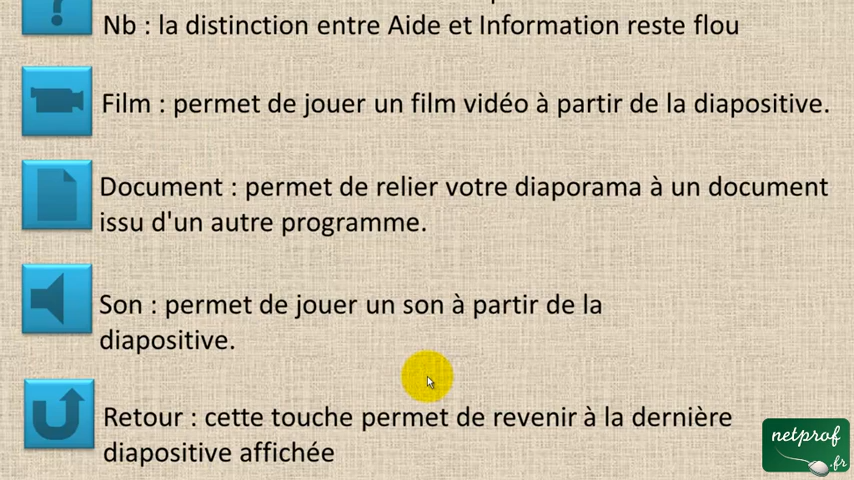 ?
Nb : la distinction entre Aide et Information reste flou
Film : permet de jouer un film vidéo à partir de la diapositive.
Document : permet de relier votre diaporama à un document
issu d'un autre programme.
Son : permet de jouer un son à partir de la
diapositive.
Retour : cette touche permet de revenir à la dernière
diapositive affichée
netprof
.fr